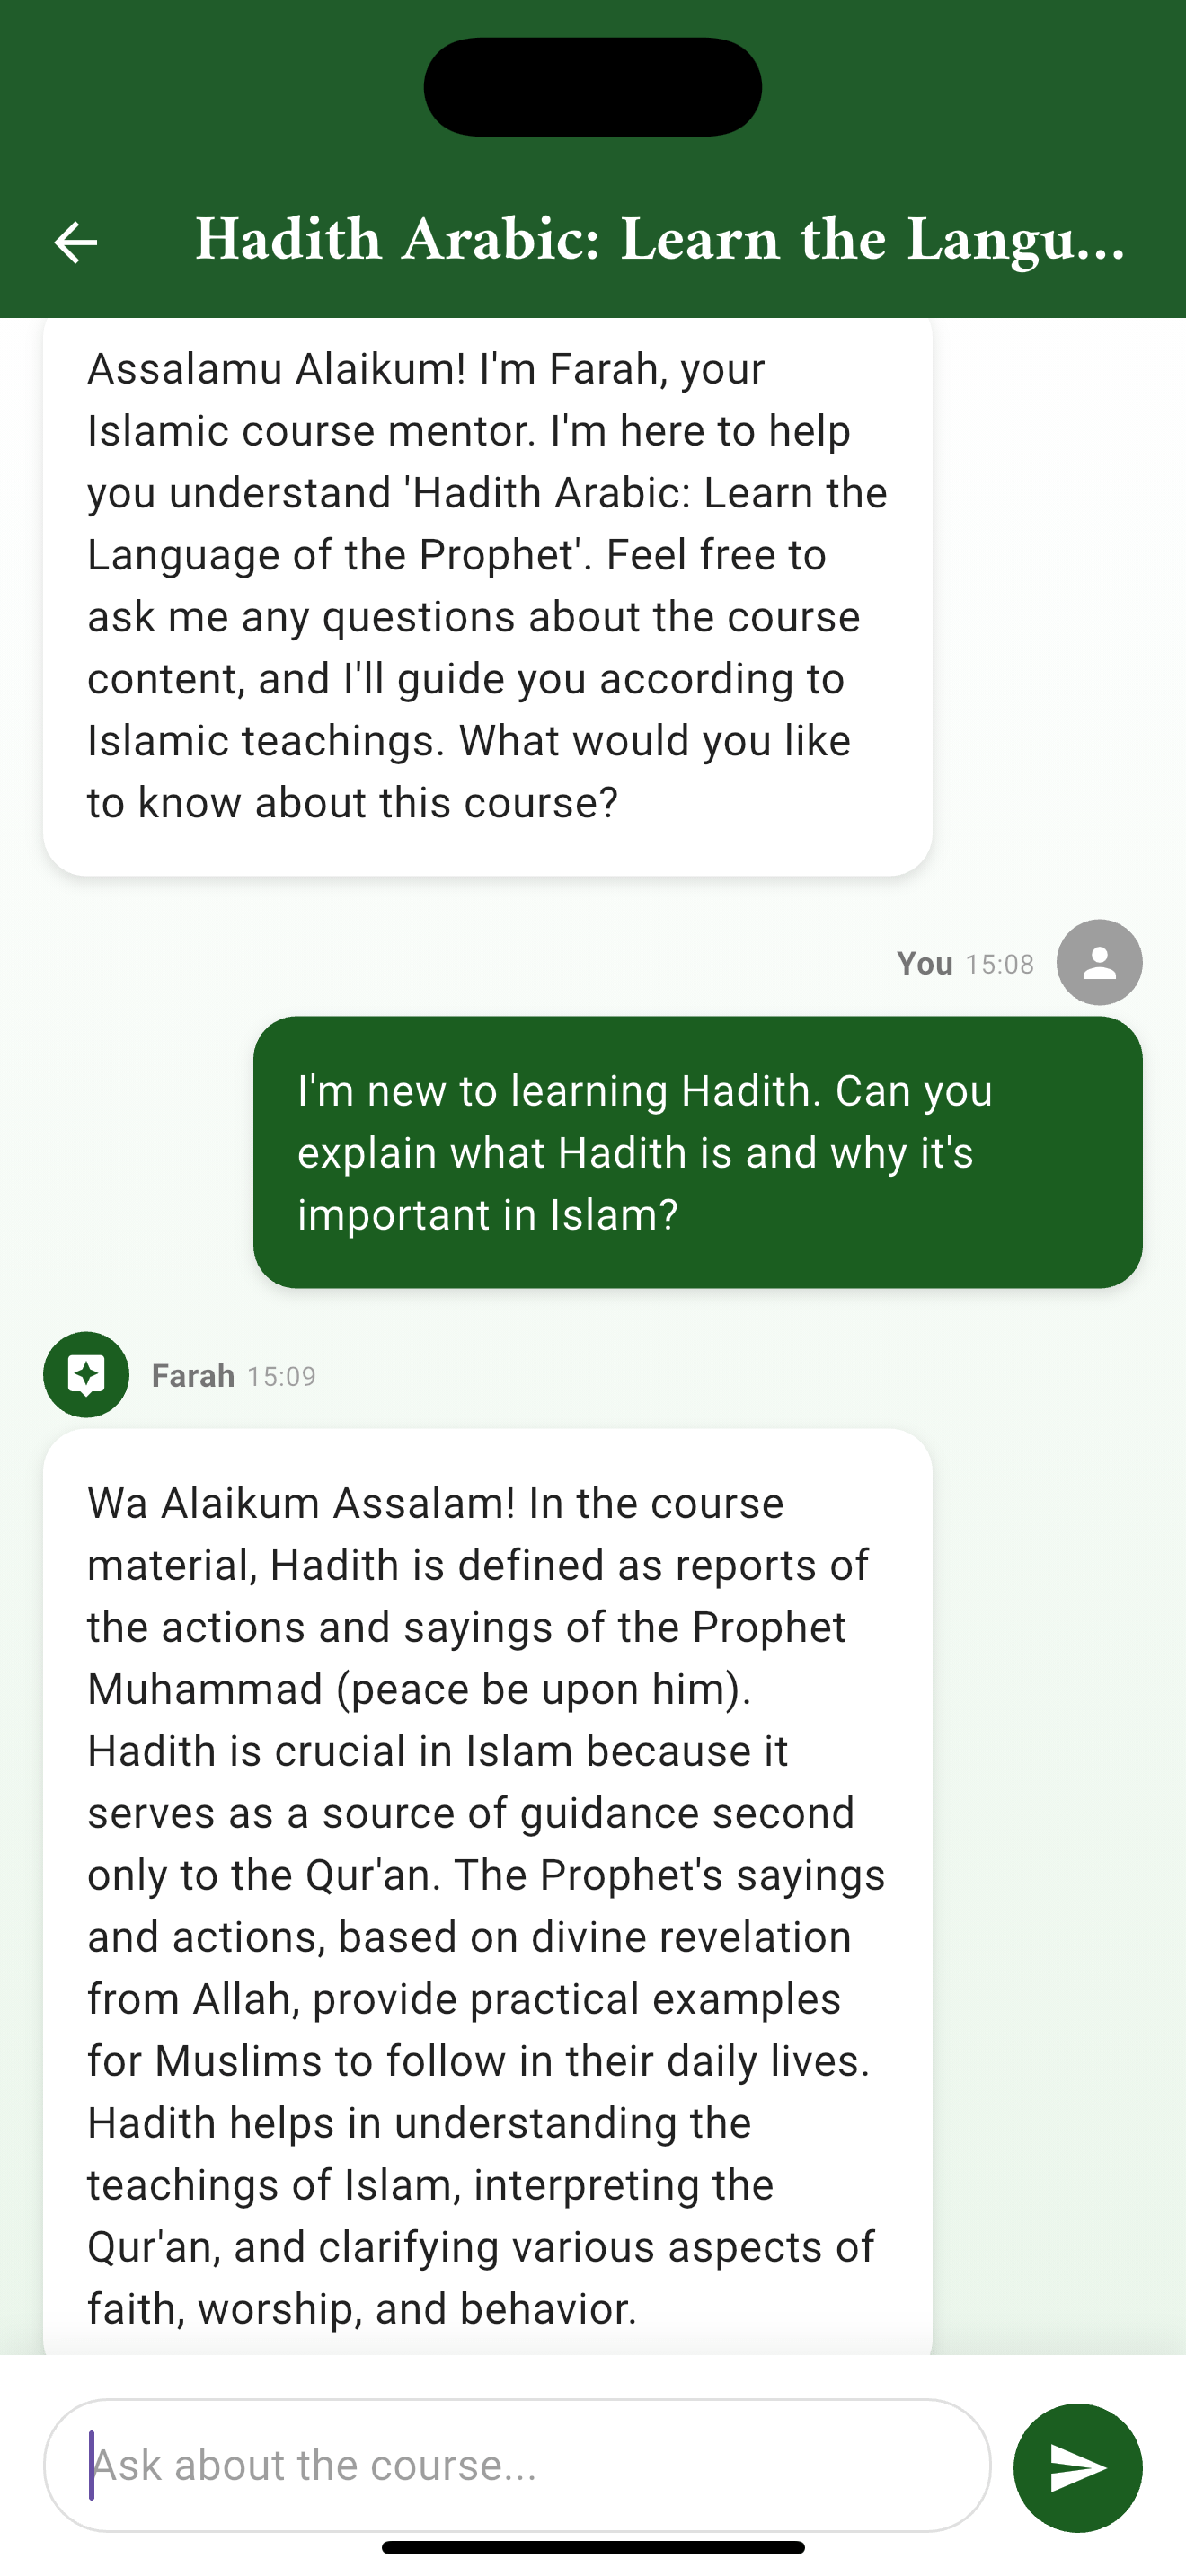 Hadith Arabic: Learn the Langu...
Assalamu Alaikum! I'm Farah, your
Islamic course mentor. I'm here to help
you understand 'Hadith Arabic: Learn the
Language of the Prophet'. Feel free to
ask me any questions about the course
content, and I'll guide you according to
Islamic teachings. What would you like
to know about this course?
You 15:08
I'm new to learning Hadith. Can you
explain what Hadith is and why it's
important in Islam?
Farah 15:09
Wa Alaikum Assalam! In the course
material, Hadith is defined as reports of
the actions and sayings of the Prophet
Muhammad (peace be upon him).
Hadith is crucial in Islam because it
serves as a source of guidance second
only to the Qur'an. The Prophet's sayings
and actions, based on divine revelation
from Allah, provide practical examples
for Muslims to follow in their daily lives.
Hadith helps in understanding the
teachings of Islam, interpreting the
Qur'an, and clarifying various aspects of
faith, worship, and behavior.
Ask about the course...